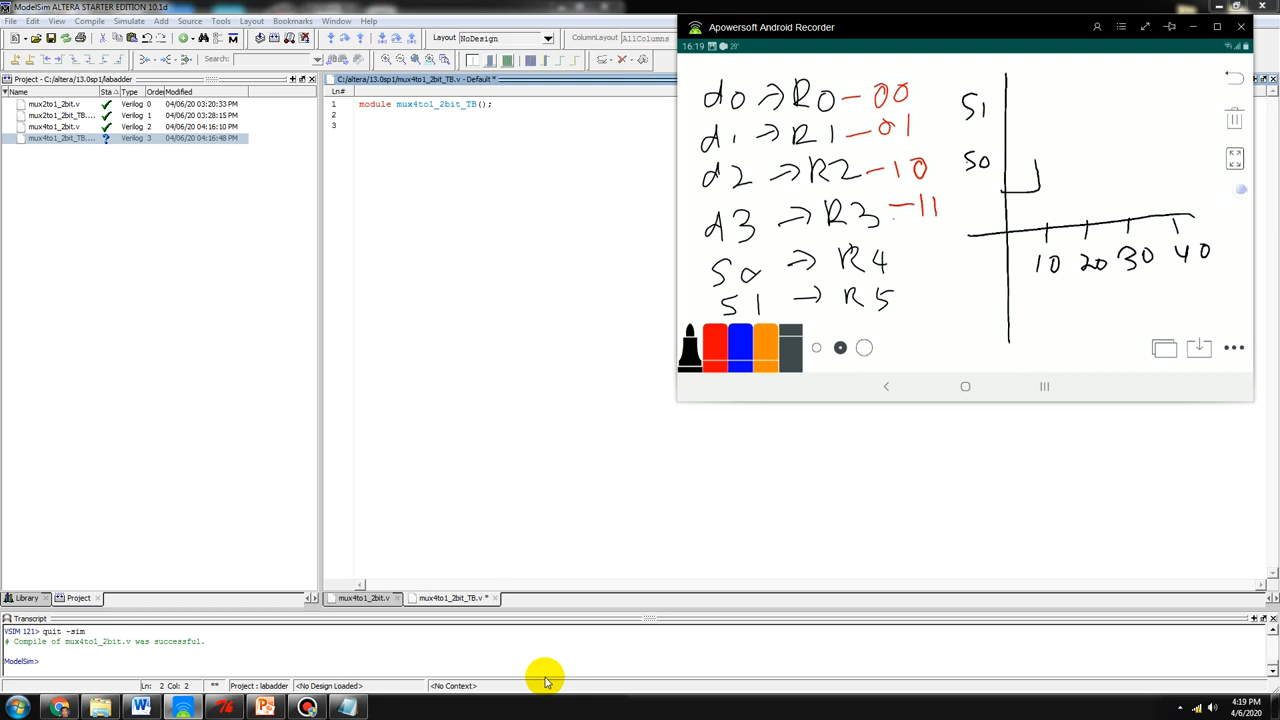 ModelSim ALTERA STARTER EDITION 10.1d
File Edit View Compile Simulate Add Source Tools Layout Bookmarks Window Help
Layout NoDesign
ColumnLayout AllColumns
Search:
Project - C:/altera/13.0sp1/labadder
Name Sta Type Orde Modified
mux2to1_2bit.v Verilog 0 04/06/20 03:20:33 PM
mux2to1_2bit_TB.... Verilog 1 04/06/20 03:28:15 PM
mux4to1_2bit.v Verilog 2 04/06/20 04:16:10 PM
mux4to1_2bit_TB.... Verilog 3 04/06/20 04:16:48 PM
C:/altera/13.0sp1/mux4to1_2bit_TB.v - Default *
Ln#
1 module mux4to1_2bit_TB();
2
3
Apowersoft Android Recorder
16:19 28°
d0 => R0 - 00
d1 => R1 - 01
d2 => R2 - 10
d3 => R3 - 11
S0 => R4
S1 -> R5
S1
S0
10 20 30 40
Library Project
mux4to1_2bit.v mux4to1_2bit_TB.v *
Transcript
VSIM 121> quit -sim
# Compile of mux4to1_2bit.v was successful.
ModelSim>
Ln: 2 Col: 2 ** Project : labadder <No Design Loaded> <No Context>
4:19 PM
4/6/2020